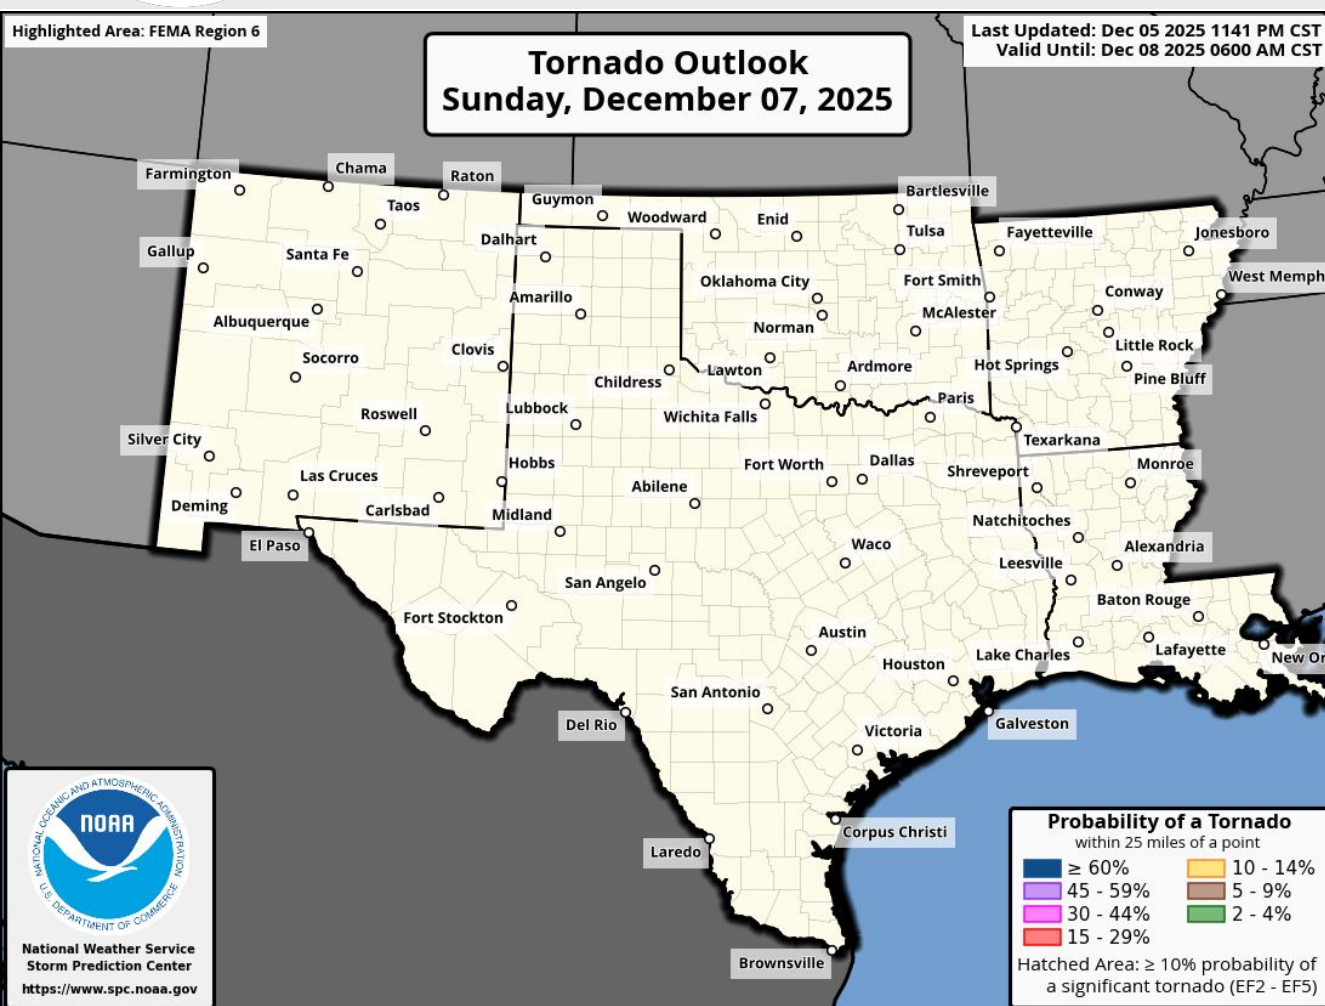 Highlighted Area: FEMA Region 6
Last Updated: Dec 05 2025 1141 PM CST
Valid Until: Dec 08 2025 0600 AM CST
Tornado Outlook
Sunday, December 07, 2025
Farmington
Chama
Raton
Taos
Guymon
Woodward
Enid
Bartlesville
Tulsa
Fayetteville
Jonesboro
Gallup
Santa Fe
Dalhart
Oklahoma City
Fort Smith
Conway
West Memph
Albuquerque
Amarillo
Norman
McAlester
Little Rock
Socorro
Clovis
Childress
Lawton
Ardmore
Hot Springs
Pine Bluff
Roswell
Lubbock
Wichita Falls
Paris
Texarkana
Silver City
Las Cruces
Hobbs
Abilene
Fort Worth
Dallas
Shreveport
Monroe
Deming
Carlsbad
Midland
Natchitoches
El Paso
San Angelo
Waco
Leesville
Alexandria
Fort Stockton
Austin
Baton Rouge
Houston
Lake Charles
Lafayette
New Or
San Antonio
Del Rio
Victoria
Galveston
Laredo
Corpus Christi
Brownsville
NATIONAL OCEANIC AND ATMOSPHERIC ADMINISTRATION
NOAA
U.S. DEPARTMENT OF COMMERCE
National Weather Service
Storm Prediction Center
https://www.spc.noaa.gov
Probability of a Tornado
within 25 miles of a point
≥ 60%
10 - 14%
45 - 59%
5 - 9%
30 - 44%
2 - 4%
15 - 29%
Hatched Area: ≥ 10% probability of
a significant tornado (EF2 - EF5)